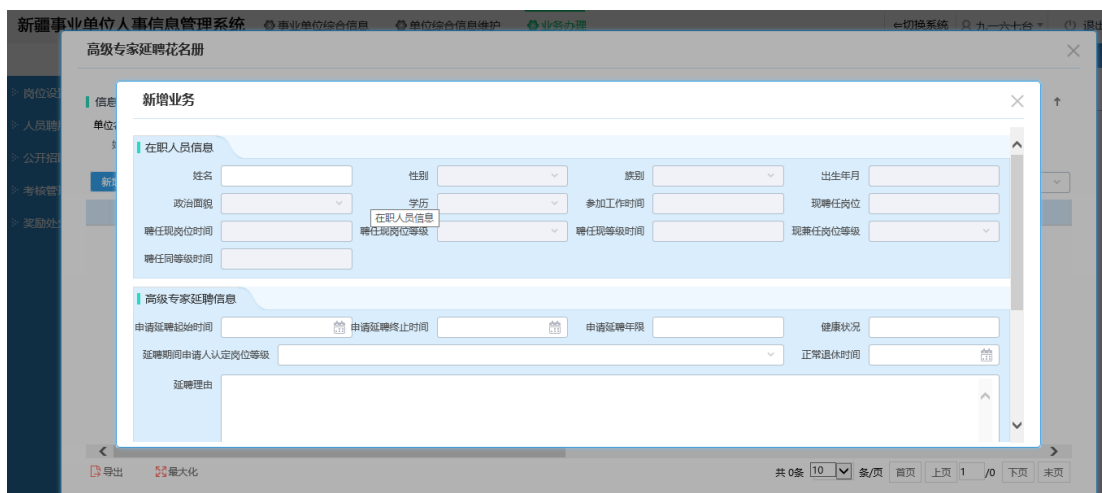 新疆事业单位人事信息管理系统 事业单位综合信息 单位综合信息维护 业务办理 切换系统 九一六十台 退出
高级专家延聘花名册
岗位设
人员聘
公开招
考核管
奖励处
信息
单位
新增
新增业务
在职人员信息
姓名 性别 族别 出生年月
政治面貌 学历 参加工作时间 现聘任岗位
在职人员信息
聘任现岗位时间 聘任现岗位等级 聘任现等级时间 现兼任岗位等级
聘任同等级时间
高级专家延聘信息
申请延聘起始时间 申请延聘终止时间 申请延聘年限 健康状况
延聘期间申请人认定岗位等级 正常退休时间
延聘理由
导出 最大化 共 0条 10 条/页 首页 上页 1 /0 下页 末页